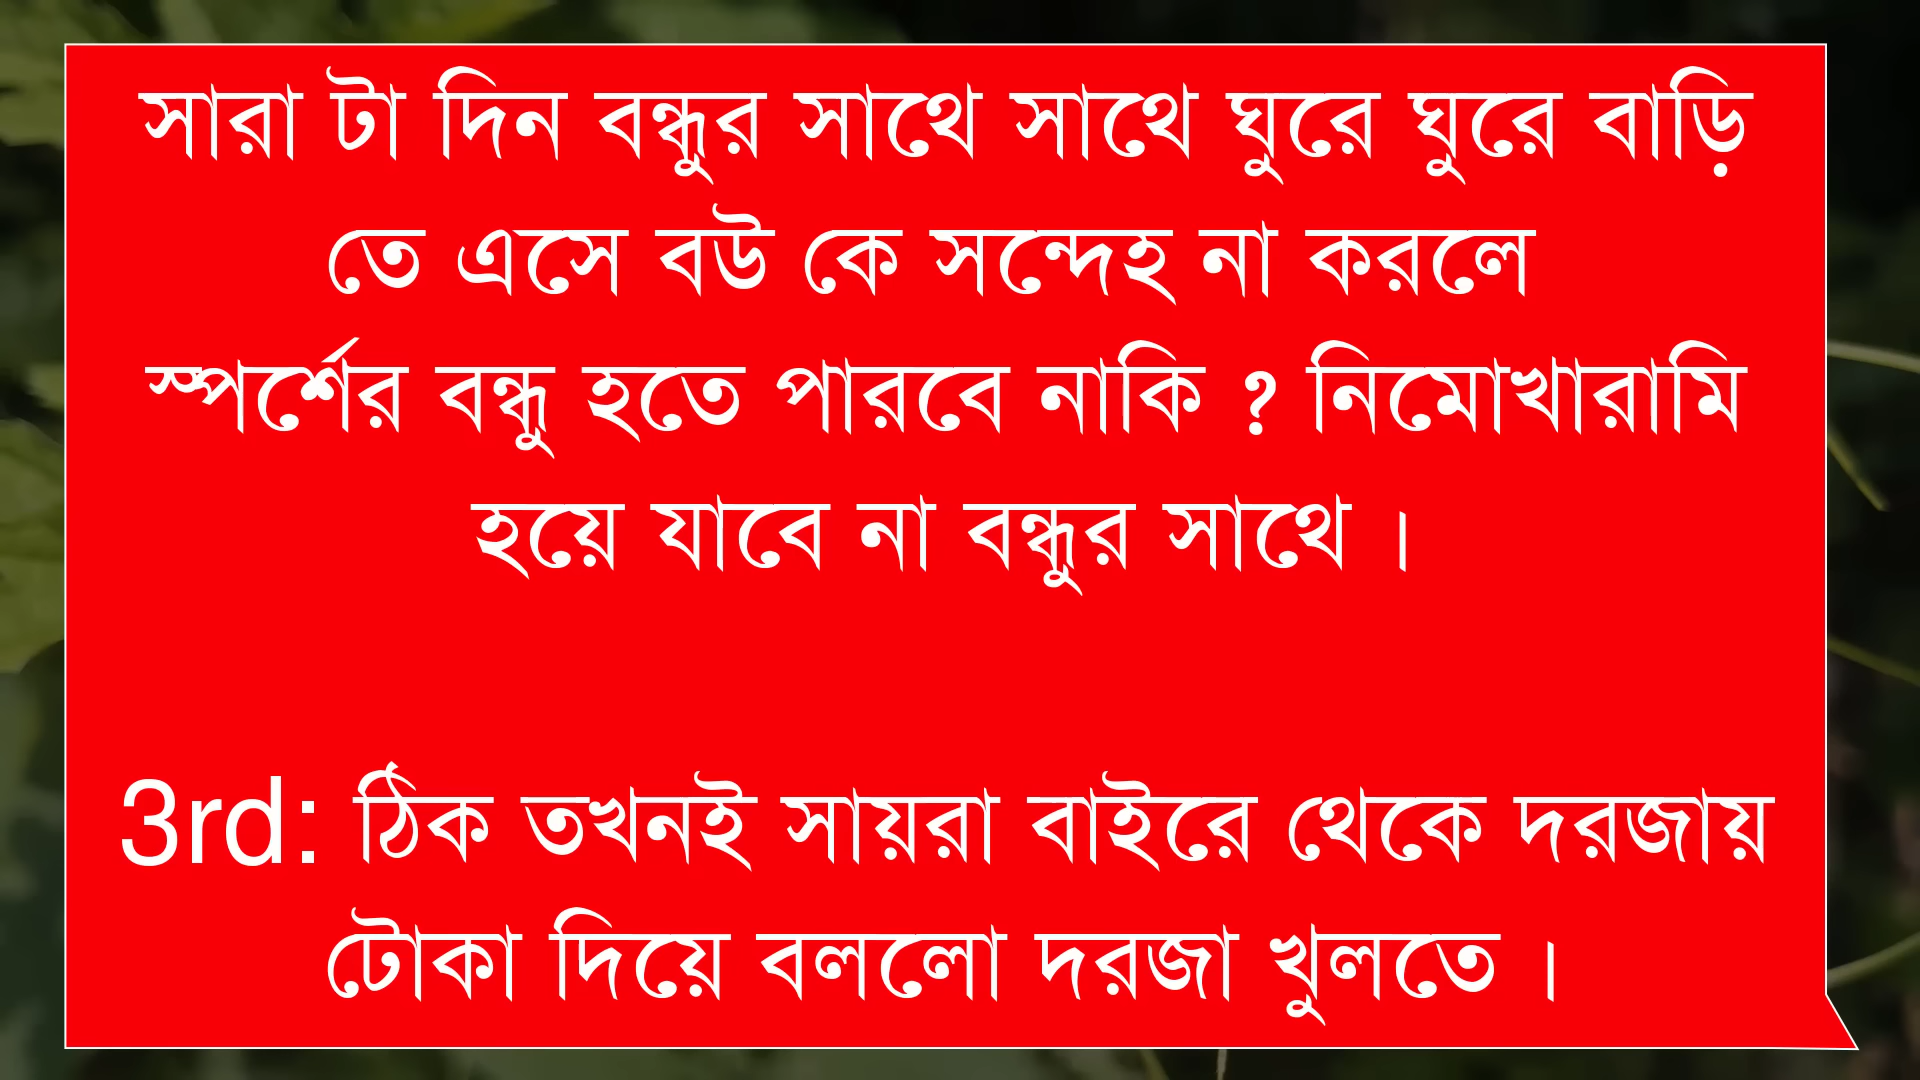 সারা টা দিন বন্ধুর সাথে সাথে ঘুরে ঘুরে বাড়ি
তে এসে বউ কে সন্দেহ না করলে
স্পর্শের বন্ধু হতে পারবে নাকি ? নিমোখারামি
হয়ে যাবে না বন্ধুর সাথে ।
3rd: ঠিক তখনই সায়রা বাইরে থেকে দরজায়
টোকা দিয়ে বললো দরজা খুলতে ।